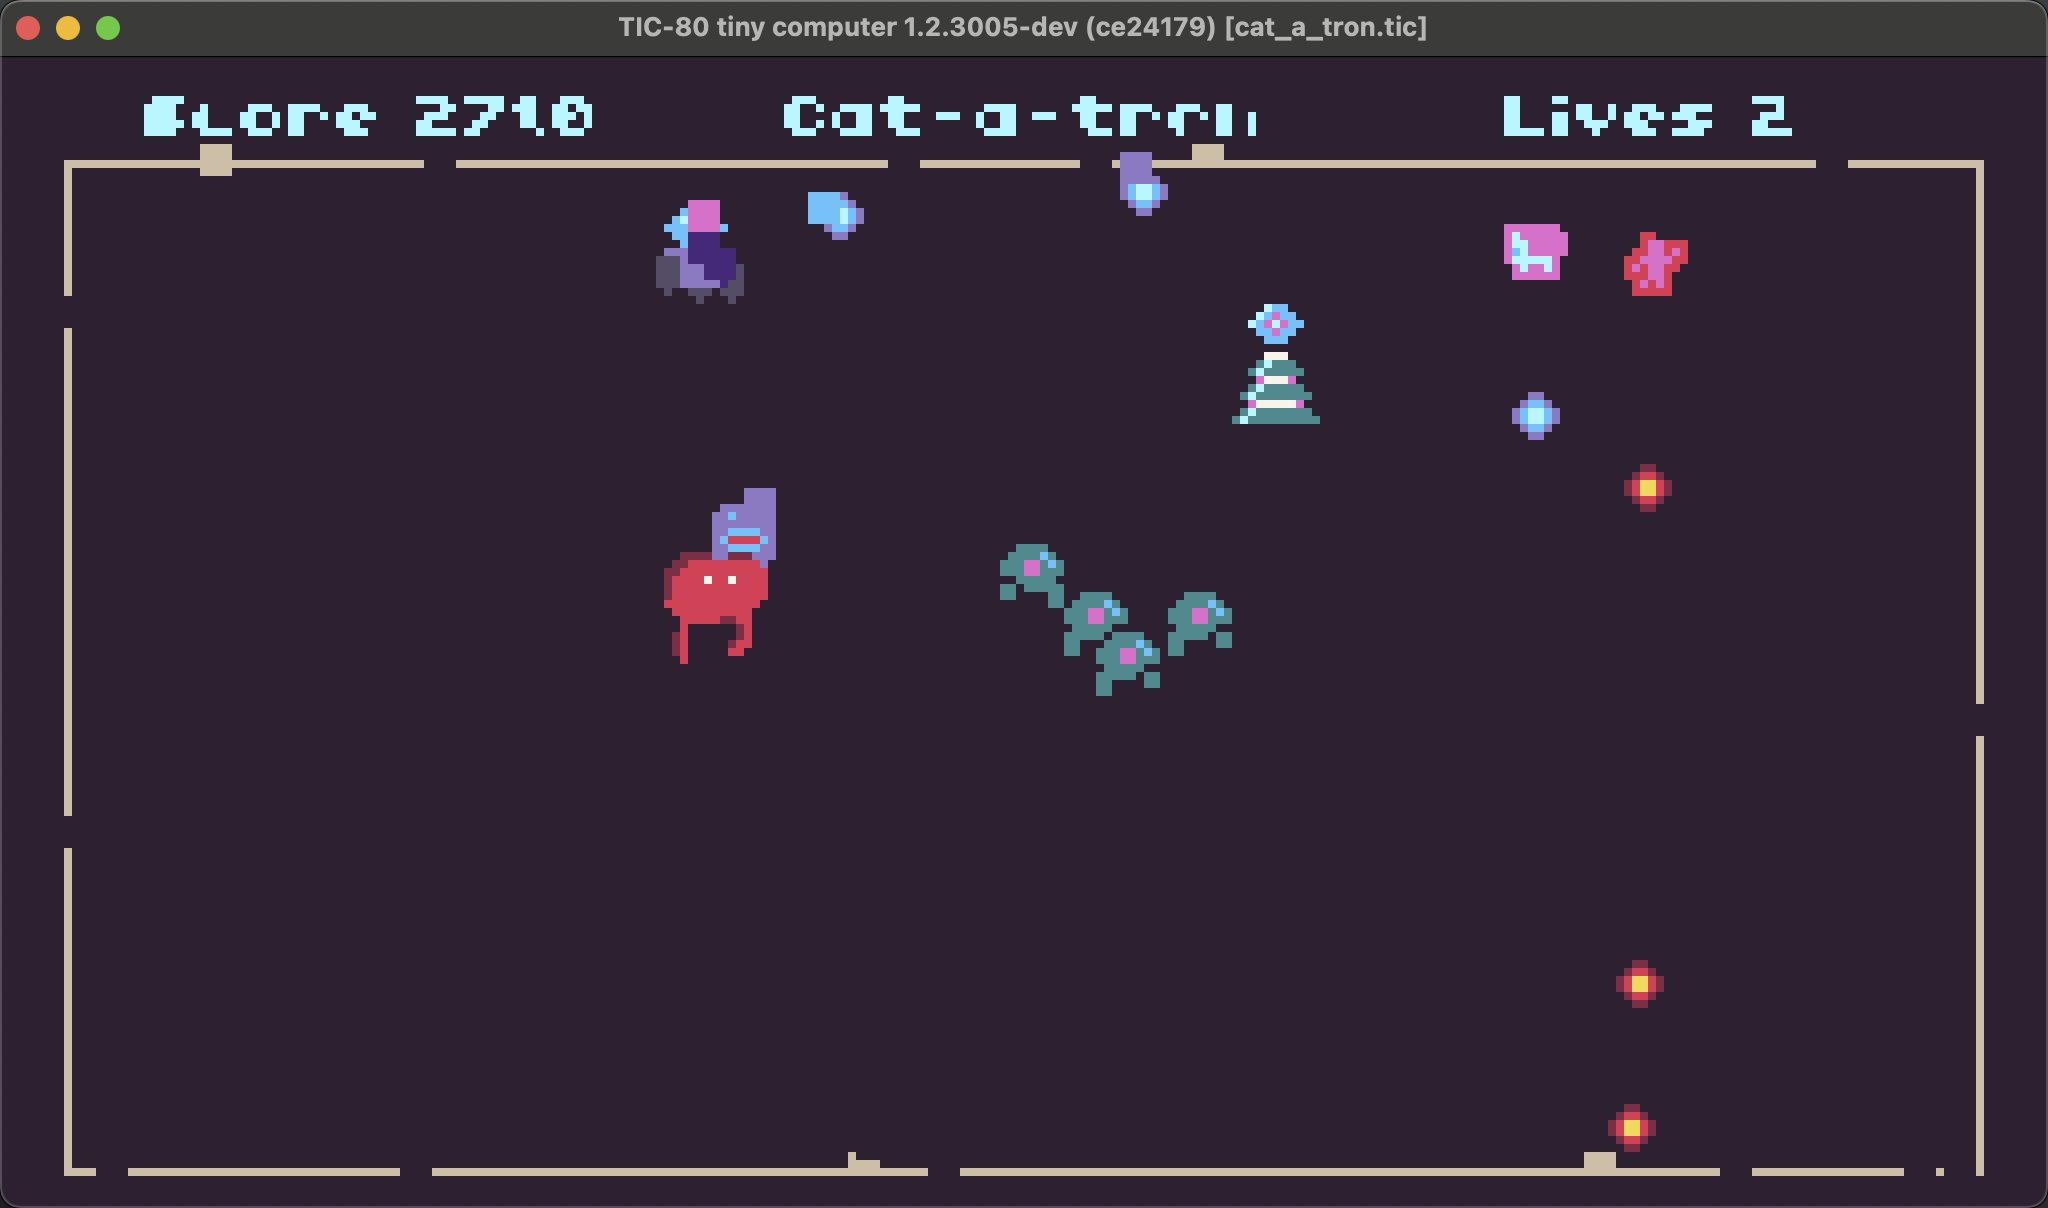 TIC-80 tiny computer 1.2.3005-dev (ce24179) [cat_a_tron.tic]
2710
Lives 2